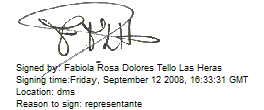 Signed by: Fabiola Rosa Dolores Tello Las Heras
Signing time:Friday, September 12 2008, 16:33:31 GMT
Location: dms
Reason to sign: representante